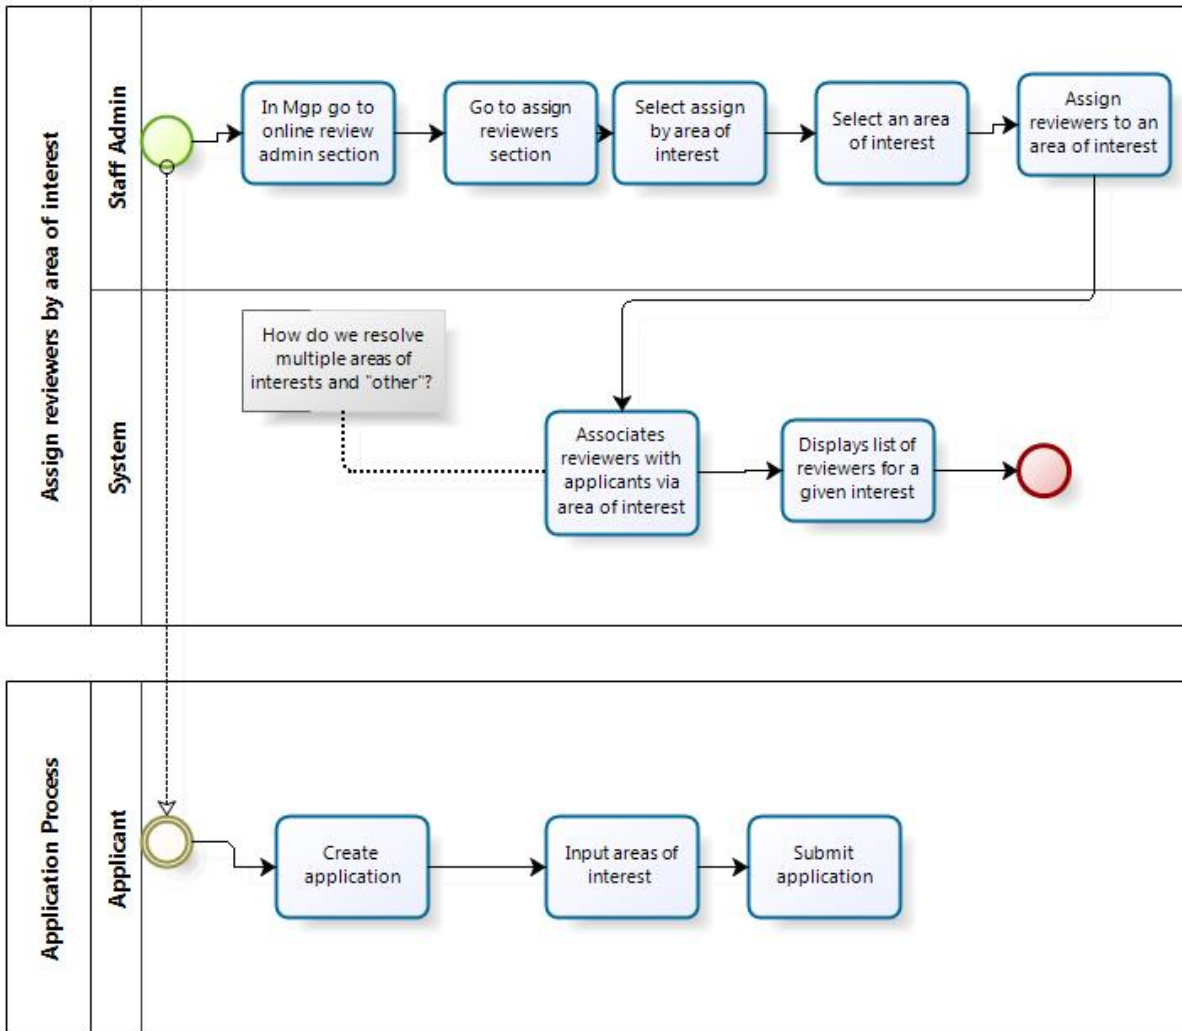 Assign reviewers by area of interest
Staff Admin
In Mgp go to
online review
admin section
Go to assign
reviewers
section
Select assign
by area of
interest
Select an area
of interest
Assign
reviewers to an
area of interest
System
How do we resolve
multiple areas of
interests and "other"?
Associates
reviewers with
applicants via
area of interest
Displays list of
reviewers for a
given interest
Application Process
Applicant
Create
application
Input areas of
interest
Submit
application